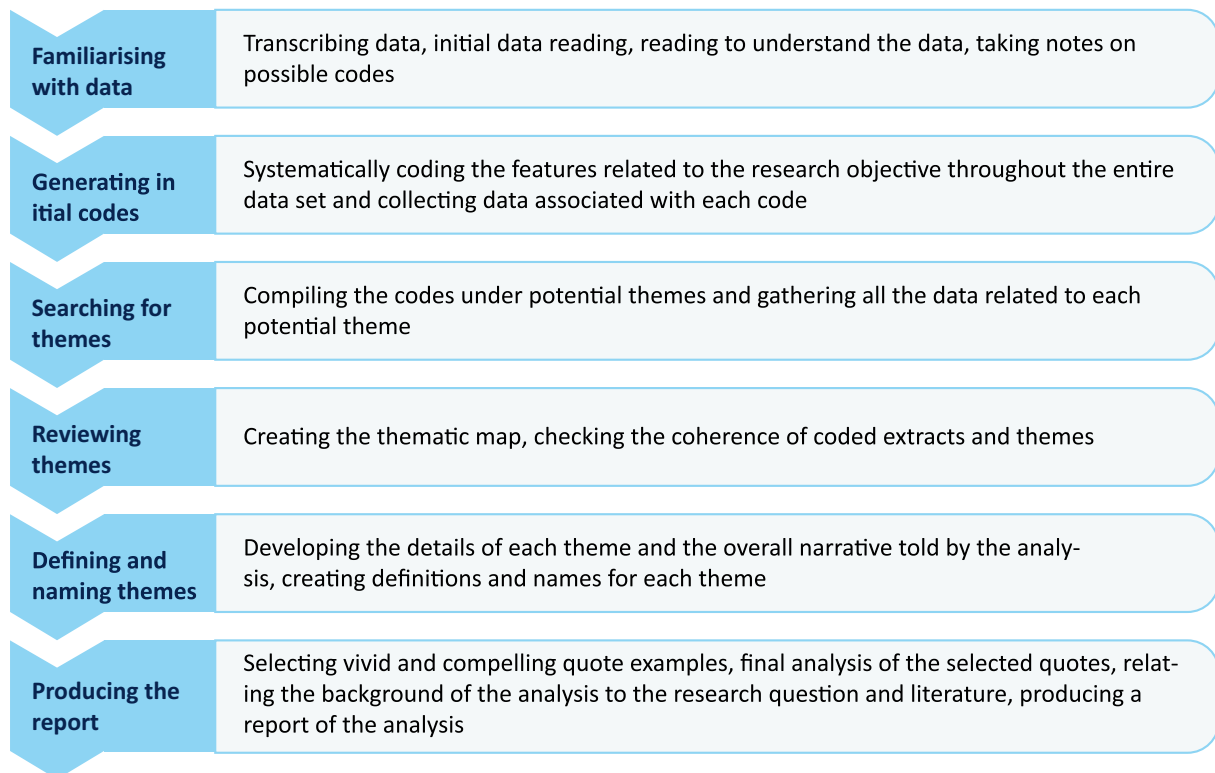 Familiarising
with data
Transcribing data, initial data reading, reading to understand the data, taking notes on
possible codes
Generating in
itial codes
Systematically coding the features related to the research objective throughout the entire
data set and collecting data associated with each code
Searching for
themes
Compiling the codes under potential themes and gathering all the data related to each
potential theme
Reviewing
themes
Creating the thematic map, checking the coherence of coded extracts and themes
Defining and
naming themes
Developing the details of each theme and the overall narrative told by the analy-
sis, creating definitions and names for each theme
Producing the
report
Selecting vivid and compelling quote examples, final analysis of the selected quotes, relat-
ing the background of the analysis to the research question and literature, producing a
report of the analysis